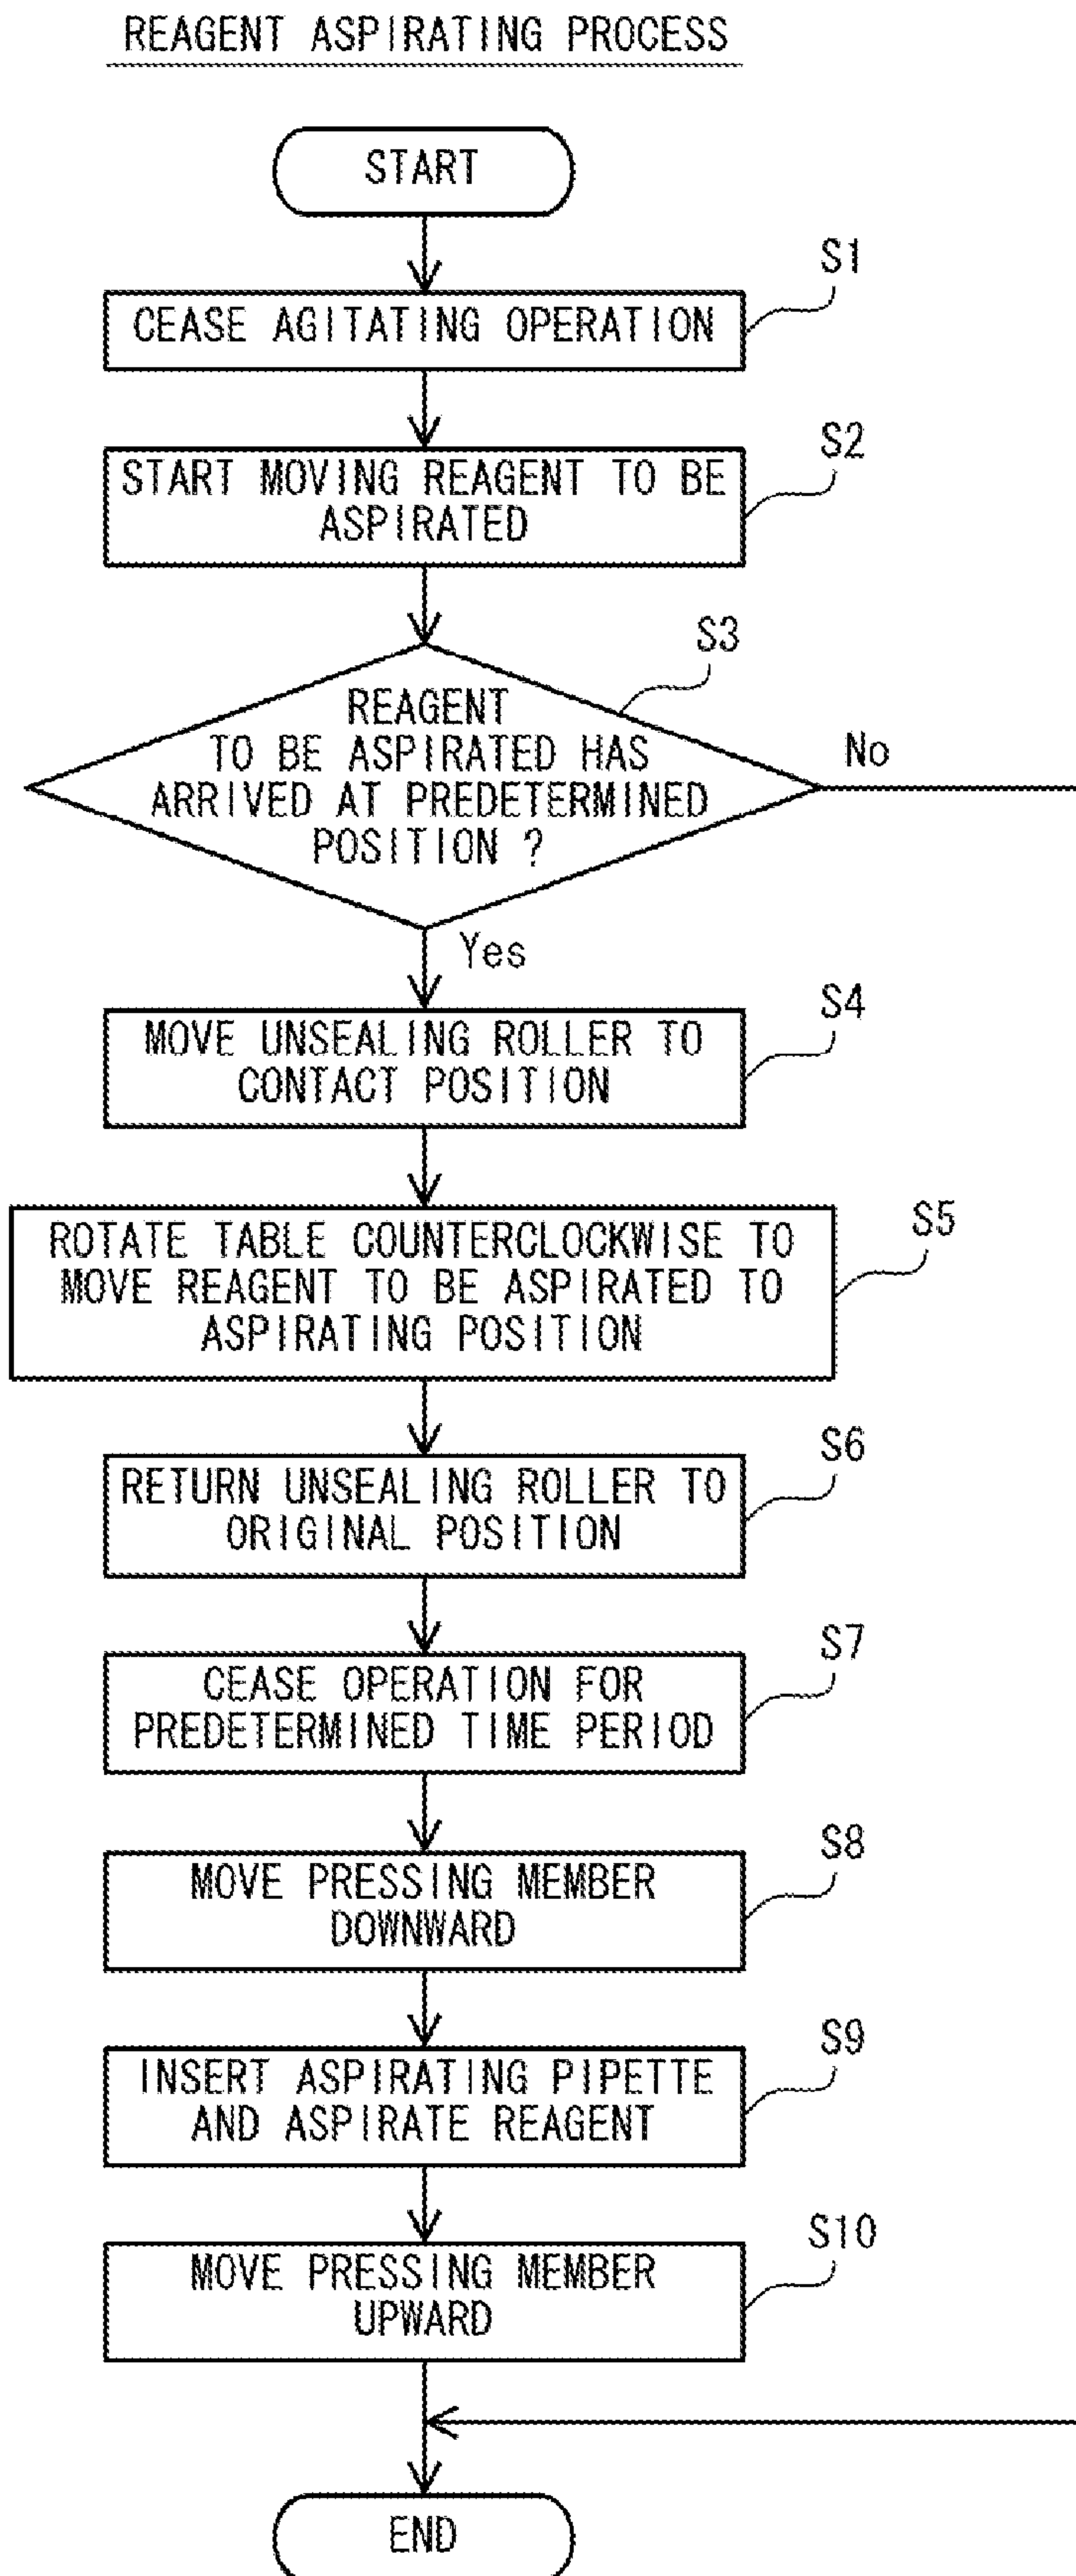 REAGENT ASPIRATING PROCESS
START
S1
CEASE AGITATING OPERATION
S2
START MOVING REAGENT TO BE
ASPIRATED
S3
REAGENT
TO BE ASPIRATED HAS
ARRIVED AT PREDETERMINED
POSITION ?
No
Yes
S4
MOVE UNSEALING ROLLER TO
CONTACT POSITION
S5
ROTATE TABLE COUNTERCLOCKWISE TO
MOVE REAGENT TO BE ASPIRATED TO
ASPIRATING POSITION
S6
RETURN UNSEALING ROLLER TO
ORIGINAL POSITION
S7
CEASE OPERATION FOR
PREDETERMINED TIME PERIOD
S8
MOVE PRESSING MEMBER
DOWNWARD
S9
INSERT ASPIRATING PIPETTE
AND ASPIRATE REAGENT
S10
MOVE PRESSING MEMBER
UPWARD
END